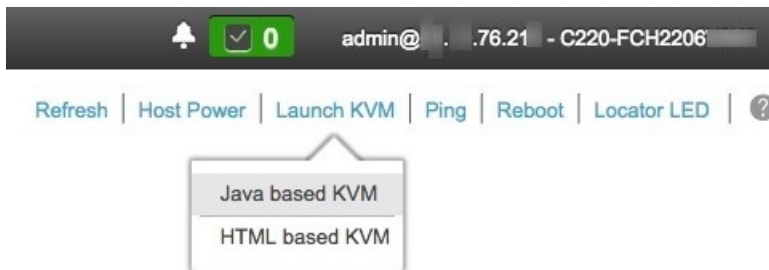 0 admin@ . .76.21 - C220-FCH2206
Refresh | Host Power | Launch KVM | Ping | Reboot | Locator LED | ?
Java based KVM
HTML based KVM